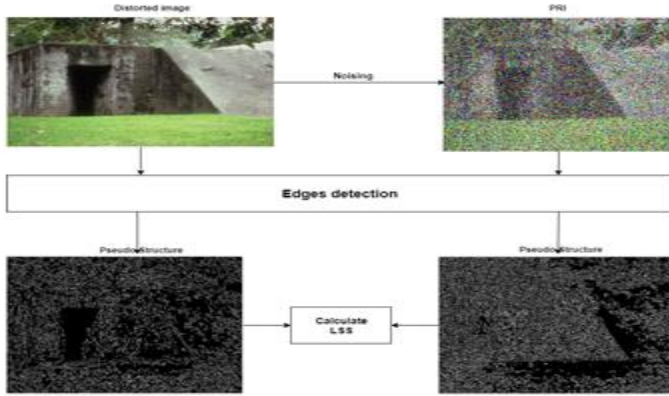 Distorted image
PRI
Noising
Edges detection
Pseudo Structure
Pseudo Structure
Calculate
LSS